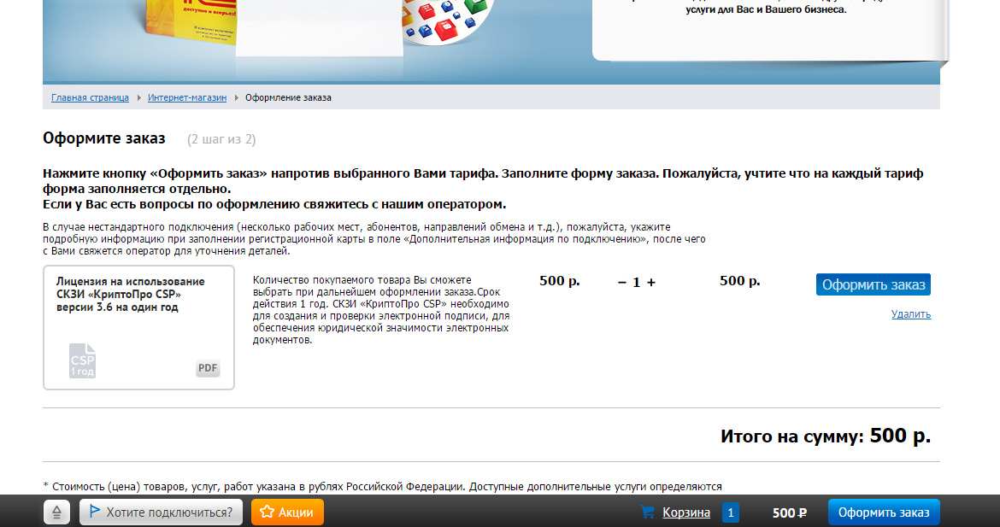 доступно и всерьез!
услуги для Вас и Вашего бизнеса.
Главная страница Интернет-магазин Оформление заказа
Оформите заказ (2 шаг из 2)
Нажмите кнопку «Оформить заказ» напротив выбранного Вами тарифа. Заполните форму заказа. Пожалуйста, учтите что на каждый тариф
форма заполняется отдельно.
Если у Вас есть вопросы по оформлению свяжитесь с нашим оператором.
В случае нестандартного подключения (несколько рабочих мест, абонентов, направлений обмена и т.д.), пожалуйста, укажите
подробную информацию при заполнении регистрационной карты в поле «Дополнительная информация по подключению», после чего
с Вами свяжется оператор для уточнения деталей.
Лицензия на использование
СКЗИ «КриптоПро CSP»
версии 3.6 на один год
CSP
1 год
PDF
Количество покупаемого товара Вы сможете
выбрать при дальнейшем оформлении заказа.Срок
действия 1 год. СКЗИ «КриптоПро CSP» необходимо
для создания и проверки электронной подписи, для
обеспечения юридической значимости электронных
документов.
500 р. − 1 + 500 р. Оформить заказ
Удалить
Итого на сумму: 500 р.
* Стоимость (цена) товаров, услуг, работ указана в рублях Российской Федерации. Доступные дополнительные услуги определяются
Хотите подключиться? Акции Корзина 1 500 ₽ Оформить заказ